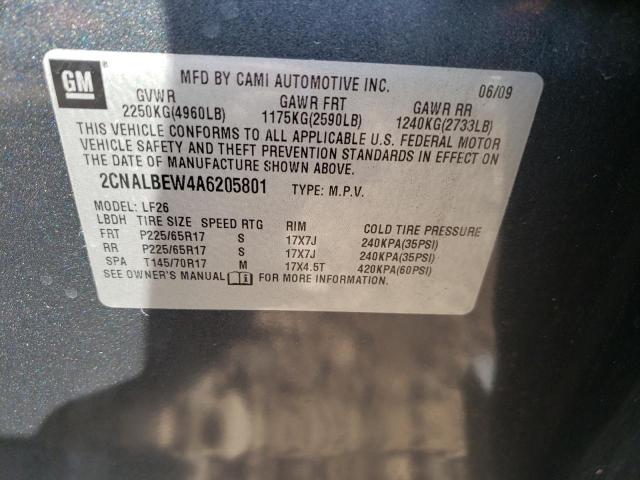 GM ®
MFD BY CAMI AUTOMOTIVE INC. 06/09
GVWR GAWR FRT GAWR RR
2250KG(4960LB) 1175KG(2590LB) 1240KG(2733LB)
THIS VEHICLE CONFORMS TO ALL APPLICABLE U.S. FEDERAL MOTOR
VEHICLE SAFETY AND THEFT PREVENTION STANDARDS IN EFFECT ON
THE DATE OF MANUFACTURE SHOWN ABOVE.
2CNALBEW4A6205801 TYPE: M.P.V.
MODEL: LF26
LBDH TIRE SIZE SPEED RTG RIM COLD TIRE PRESSURE
FRT P225/65R17 S 17X7J 240KPA(35PSI)
RR P225/65R17 S 17X7J 240KPA(35PSI)
SPA T145/70R17 M 17X4.5T 420KPA(60PSI)
SEE OWNER'S MANUAL FOR MORE INFORMATION.